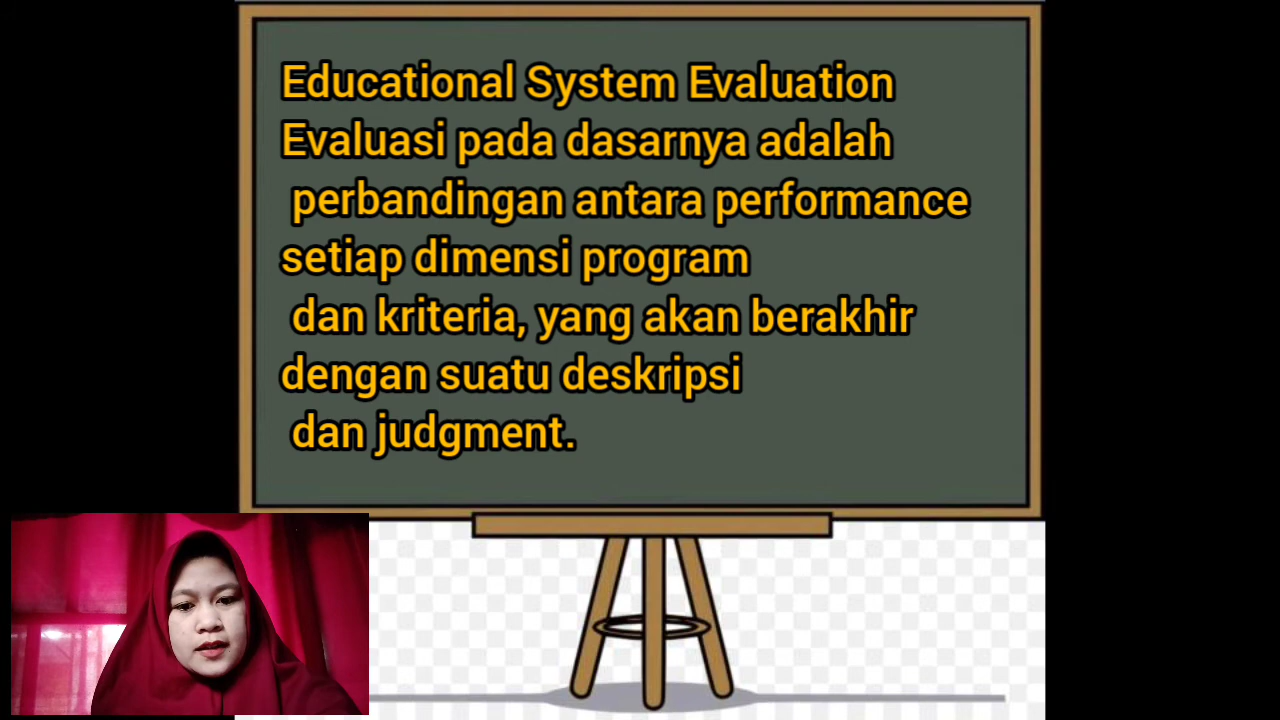 Educational System Evaluation
Evaluasi pada dasarnya adalah
perbandingan antara performance
setiap dimensi program
dan kriteria, yang akan berakhir
dengan suatu deskripsi
dan judgment.